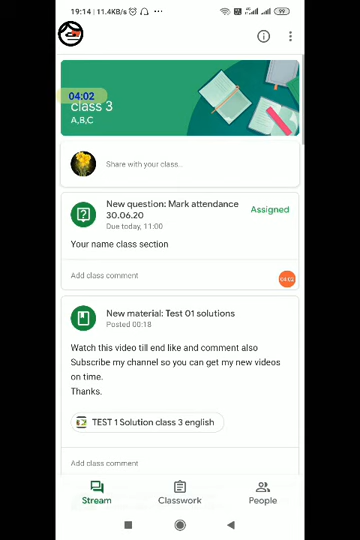 19:14 | 11.4KB/s
99
04:02
class 3
A,B,C
Share with your class...
New question: Mark attendance
30.06.20
Due today, 11:00
Assigned
Your name class section
Add class comment
04:02
New material: Test 01 solutions
Posted 00:18
Watch this video till end like and comment also
Subscribe my channel so you can get my new videos
on time.
Thanks.
TEST 1 Solution class 3 english
Add class comment
Stream
Classwork
People